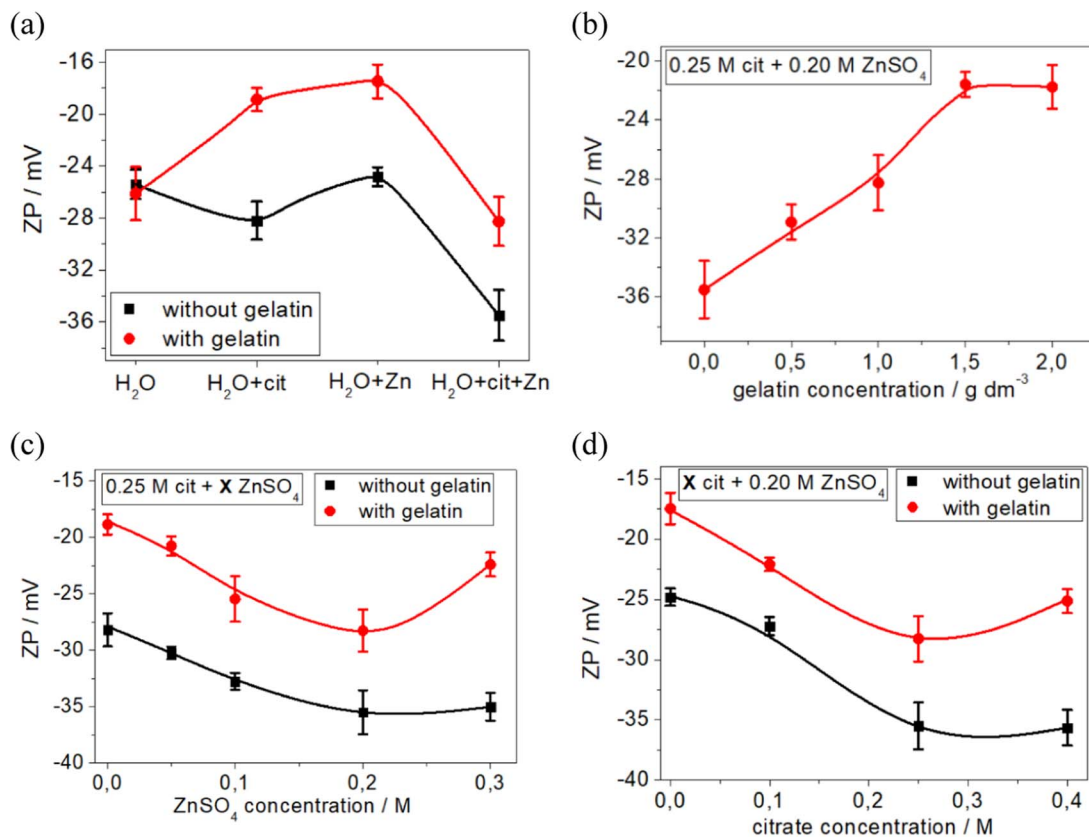 (a)
-16
-20
-24
-28
-32
-36
ZP / mV
without gelatin
with gelatin
H₂O
H₂O+cit
H₂O+Zn
H₂O+cit+Zn
(b)
0.25 M cit + 0.20 M ZnSO₄
-20
-24
-28
-32
-36
ZP / mV
0,0
0,5
1,0
1,5
2,0
gelatin concentration / g dm⁻³
(c)
0.25 M cit + X ZnSO₄
without gelatin
with gelatin
-15
-20
-25
-30
-35
-40
ZP / mV
0,0
0,1
0,2
0,3
ZnSO₄ concentration / M
(d)
X cit + 0.20 M ZnSO₄
without gelatin
with gelatin
-15
-20
-25
-30
-35
-40
ZP / mV
0,0
0,1
0,2
0,3
0,4
citrate concentration / M